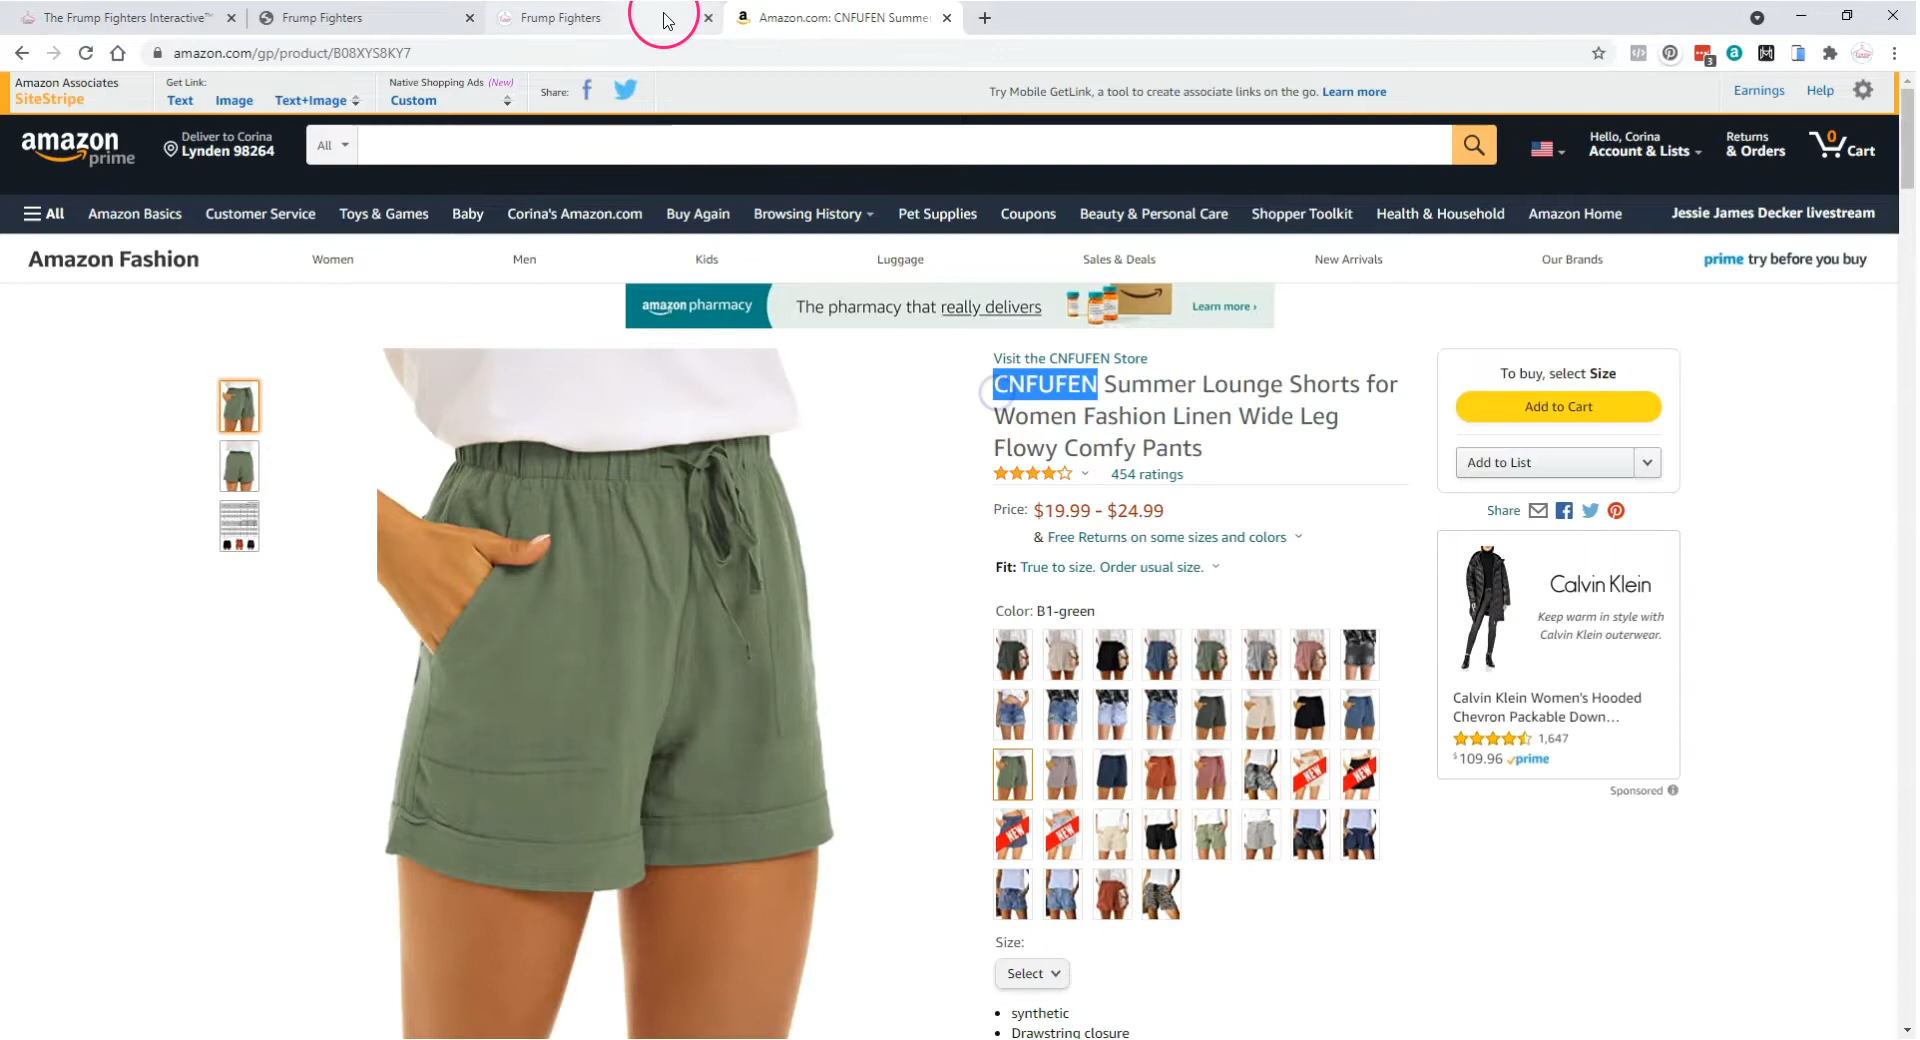 The Frump Fighters Interactive™
Frump Fighters
Frump Fighters
Amazon.com: CNFUFEN Summer
amazon.com/gp/product/B08XYS8KY7
3
Amazon Associates
SiteStripe
Get Link:
Text Image Text+Image
Native Shopping Ads (New)
Custom
Share:
Try Mobile GetLink, a tool to create associate links on the go. Learn more
Earnings Help
amazon prime
Deliver to Corina
Lynden 98264
All
Hello, Corina
Account & Lists
Returns
& Orders
0
Cart
All Amazon Basics Customer Service Toys & Games Baby Corina's Amazon.com Buy Again Browsing History Pet Supplies Coupons Beauty & Personal Care Shopper Toolkit Health & Household Amazon Home Jessie James Decker livestream
Amazon Fashion Women Men Kids Luggage Sales & Deals New Arrivals Our Brands prime try before you buy
amazon pharmacy The pharmacy that really delivers Learn more ›
Visit the CNFUFEN Store
CNFUFEN Summer Lounge Shorts for
Women Fashion Linen Wide Leg
Flowy Comfy Pants
454 ratings
Price: $19.99 - $24.99
& Free Returns on some sizes and colors
Fit: True to size. Order usual size.
Color: B1-green
NEW
NEW
NEW
NEW
Size:
Select
• synthetic
• Drawstring closure
To buy, select Size
Add to Cart
Add to List
Share
Calvin Klein
Keep warm in style with
Calvin Klein outerwear.
Calvin Klein Women's Hooded
Chevron Packable Down...
1,647
$109.96 prime
Sponsored